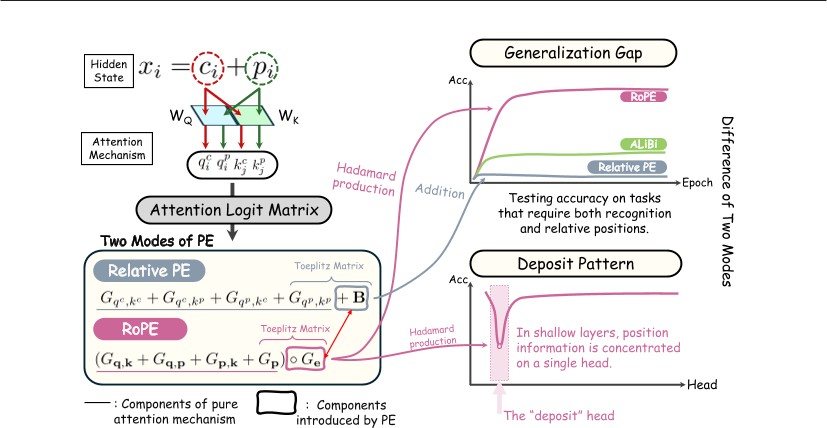 Hidden
State
x_i = c_i + p_i
W_Q
W_K
Attention
Mechanism
q_i^c q_i^p k_j^c k_j^p
Attention Logit Matrix
Two Modes of PE
Relative PE
Toeplitz Matrix
G_{q^c,k^c} + G_{q^c,k^p} + G_{q^p,k^c} + G_{q^p,k^p} + B
RoPE
Toeplitz Matrix
(G_{q,k} + G_{q,p} + G_{p,k} + G_p) ∘ G_e
: Components of pure
attention mechanism
: Components
introduced by PE
Hadamard
production
Addition
Hadamard
production
Generalization Gap
Acc
RoPE
ALiBi
Relative PE
Epoch
Testing accuracy on tasks
that require both recognition
and relative positions.
Deposit Pattern
Acc
In shallow layers, position
information is concentrated
on a single head.
Head
The “deposit” head
Difference of Two Modes